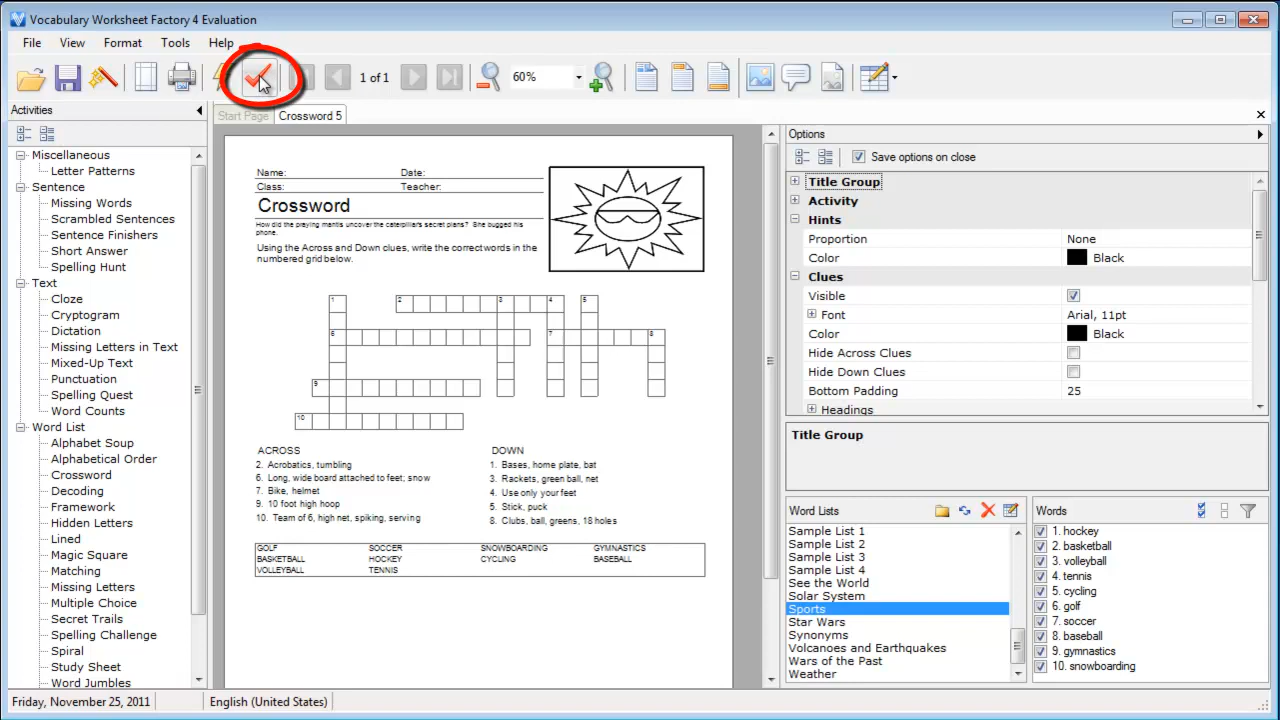 Vocabulary Worksheet Factory 4 Evaluation
File View Format Tools Help
1 of 1 60%
Activities
Start Page Crossword 5
Options
Save options on close
Miscellaneous
Letter Patterns
Sentence
Missing Words
Scrambled Sentences
Sentence Finishers
Short Answer
Spelling Hunt
Text
Cloze
Cryptogram
Dictation
Missing Letters in Text
Mixed-Up Text
Punctuation
Spelling Quest
Word Counts
Word List
Alphabet Soup
Alphabetical Order
Crossword
Decoding
Framework
Hidden Letters
Lined
Magic Square
Matching
Missing Letters
Multiple Choice
Secret Trails
Spelling Challenge
Spiral
Study Sheet
Word Jumbles
Name: Date:
Class: Teacher:
Crossword
How did the praying mantis uncover the caterpillar's secret plans? She bugged his
phone.
Using the Across and Down clues, write the correct words in the
numbered grid below.
1 2 3 4 5
6 7 8
9
10
ACROSS
2. Acrobatics, tumbling
6. Long, wide board attached to feet; snow
7. Bike, helmet
9. 10 foot high hoop
10. Team of 6, high net, spiking, serving
DOWN
1. Bases, home plate, bat
3. Rackets, green ball, net
4. Use only your feet
5. Stick, puck
8. Clubs, ball, greens, 18 holes
GOLF SOCCER SNOWBOARDING GYMNASTICS
BASKETBALL HOCKEY CYCLING BASEBALL
VOLLEYBALL TENNIS
Title Group
Activity
Hints
Proportion None
Color Black
Clues
Visible
Font Arial, 11pt
Color Black
Hide Across Clues
Hide Down Clues
Bottom Padding 25
Headings
Title Group
Word Lists
Sample List 1
Sample List 2
Sample List 3
Sample List 4
See the World
Solar System
Sports
Star Wars
Synonyms
Volcanoes and Earthquakes
Wars of the Past
Weather
Words
1. hockey
2. basketball
3. volleyball
4. tennis
5. cycling
6. golf
7. soccer
8. baseball
9. gymnastics
10. snowboarding
Friday, November 25, 2011 English (United States)